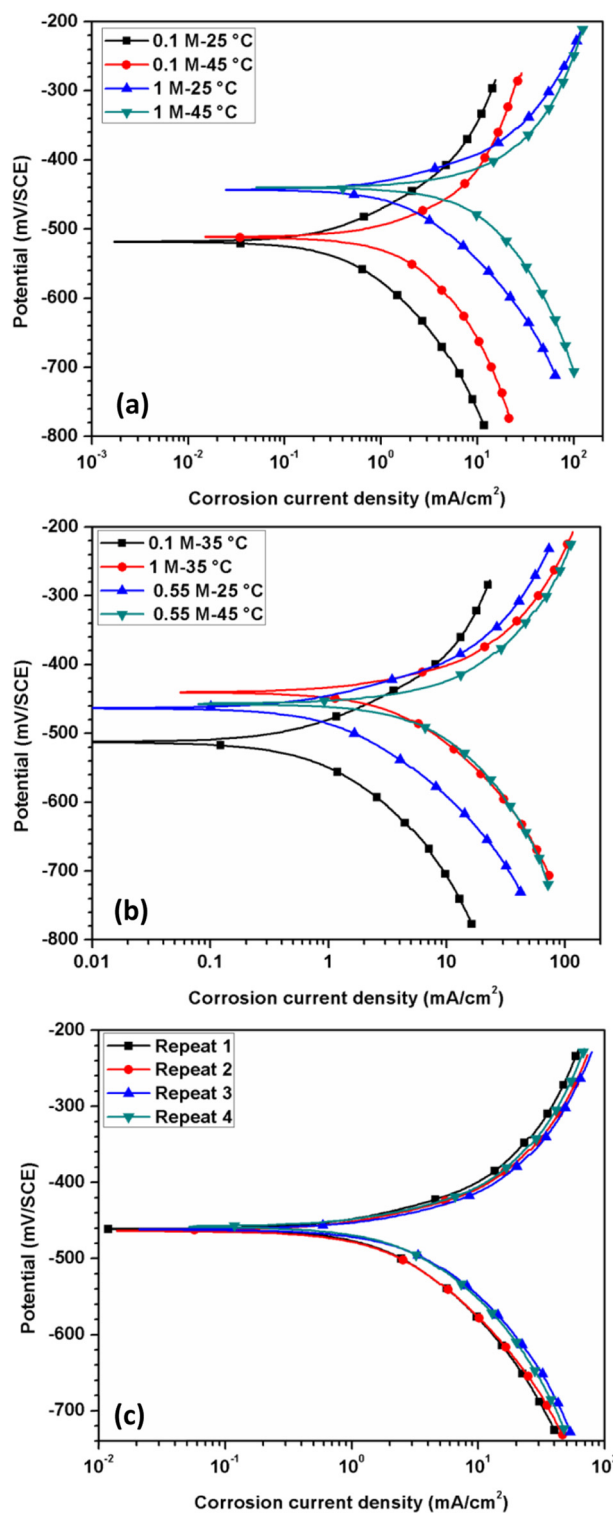 0.1 M-25 °C
0.1 M-45 °C
1 M-25 °C
1 M-45 °C
-200
-300
-400
-500
-600
-700
-800
Potential (mV/SCE)
(a)
10⁻³ 10⁻² 10⁻¹ 10⁰ 10¹ 10²
Corrosion current density (mA/cm²)
0.1 M-35 °C
1 M-35 °C
0.55 M-25 °C
0.55 M-45 °C
-200
-300
-400
-500
-600
-700
-800
Potential (mV/SCE)
(b)
0.01 0.1 1 10 100
Corrosion current density (mA/cm²)
Repeat 1
Repeat 2
Repeat 3
Repeat 4
-200
-300
-400
-500
-600
-700
Potential (mV/SCE)
(c)
10⁻² 10⁻¹ 10⁰ 10¹ 10²
Corrosion current density (mA/cm²)